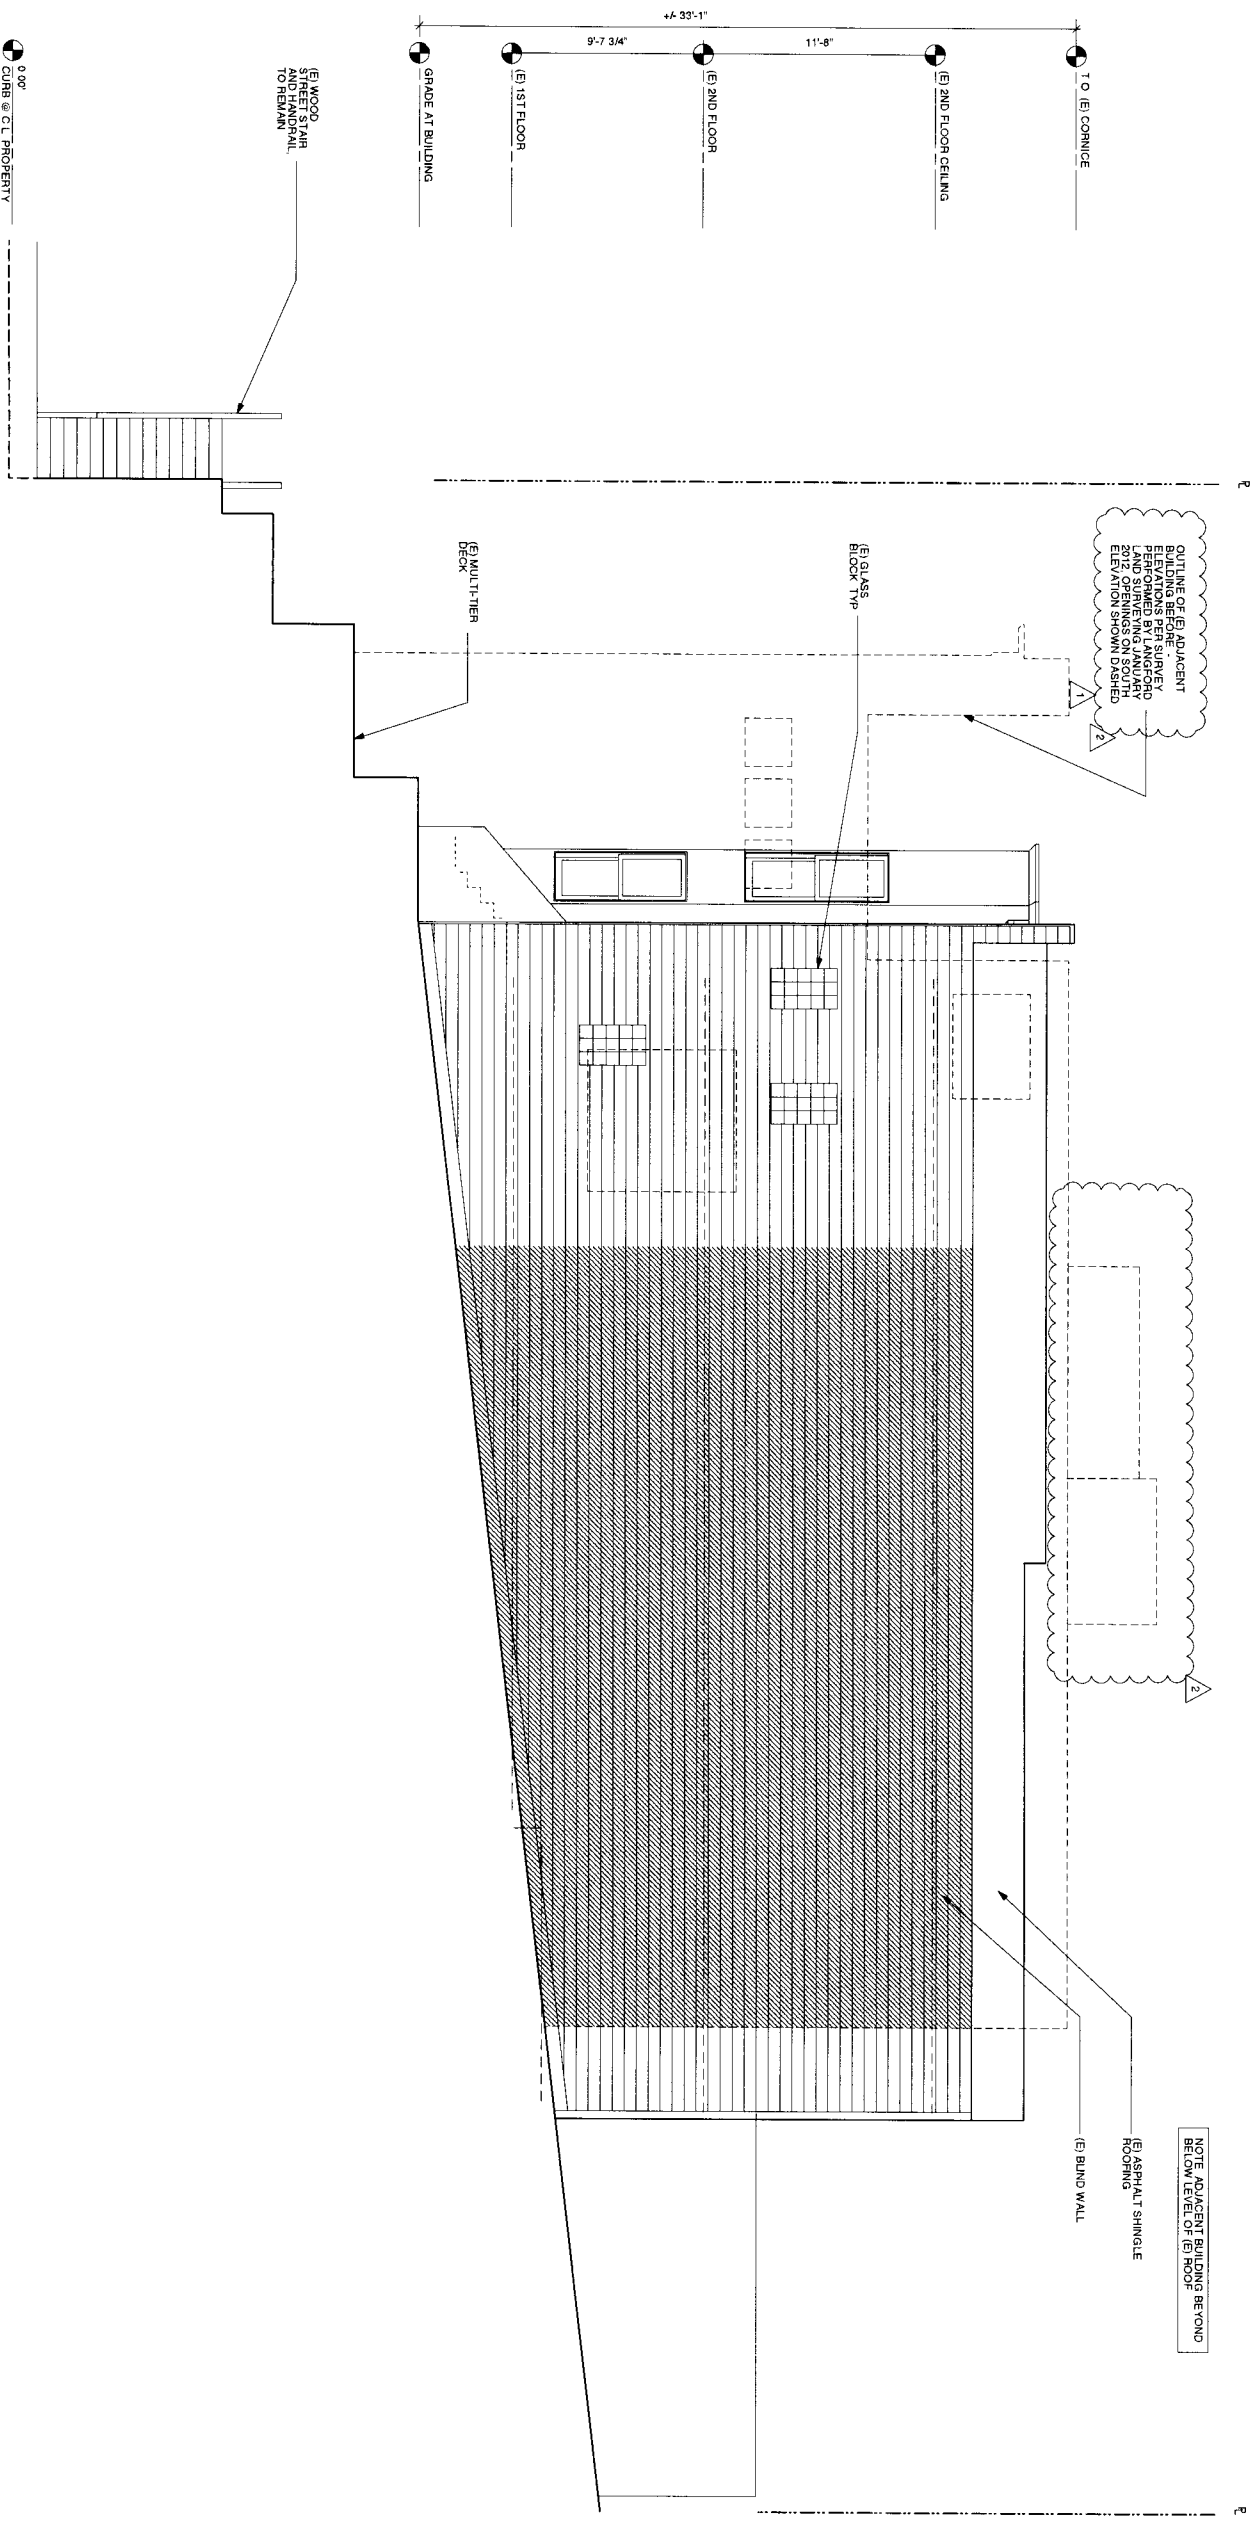 +/- 33'-1"
9'-7 3/4"
11'-8"
T O (E) CORNICE
(E) 2ND FLOOR CEILING
(E) 2ND FLOOR
(E) 1ST FLOOR
GRADE AT BUILDING
(E) WOOD
STREET STAIR
AND HANDRAIL,
TO REMAIN
0 00'
CURB @ C L PROPERTY
PL
OUTLINE OF (E) ADJACENT
BUILDING BEFORE -
ELEVATIONS PER SURVEY
PERFORMED BY LANGFORD
LAND SURVEYING JANUARY
2012. OPENINGS ON SOUTH
ELEVATION SHOWN DASHED
1
2
(E) GLASS
BLOCK TYP
(E) MULTI-TIER
DECK
2
NOTE ADJACENT BUILDING BEYOND
BELOW LEVEL OF (E) ROOF
(E) ASPHALT SHINGLE
ROOFING
(E) BLIND WALL
PL